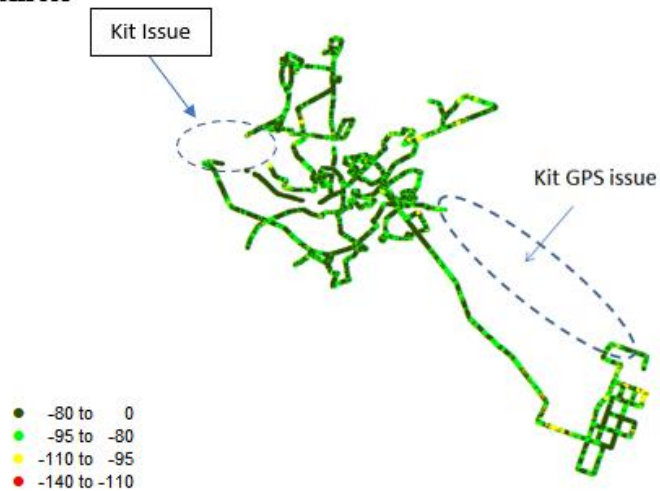 Kit Issue
Kit GPS issue
-80 to 0
-95 to -80
-110 to -95
-140 to -110